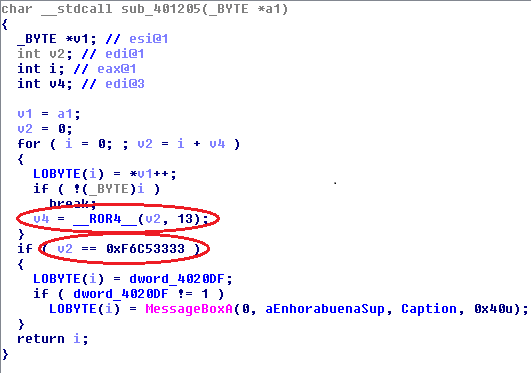 char __stdcall sub_401205(_BYTE *a1)
{
  _BYTE *v1; // esi@1
  int v2; // edi@1
  int i; // eax@1
  int v4; // edi@3

  v1 = a1;
  v2 = 0;
  for ( i = 0; ; v2 = i + v4 )
  {
    LOBYTE(i) = *v1++;
    if ( !(_BYTE)i )
      break;
    v4 = __ROR4__(v2, 13);
  }
  if ( v2 == 0xF6C53333 )
  {
    LOBYTE(i) = dword_4020DF;
    if ( dword_4020DF != 1 )
      LOBYTE(i) = MessageBoxA(0, aEnhorabuenaSup, Caption, 0x40u);
  }
  return i;
}